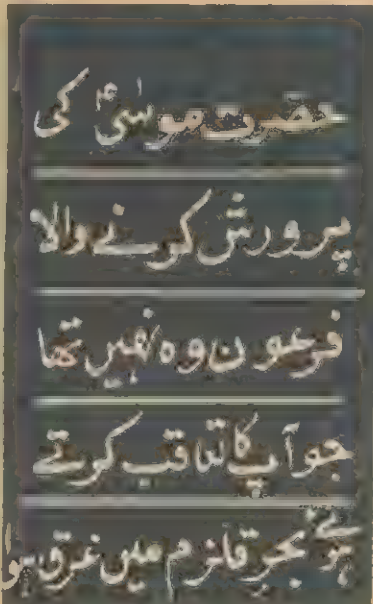 حضرت موسیٰؑ کی
پرورش کرنے والا
فرعون وہ نہیں تھا
جو آپ کا تعاقب کرتے
ہوئے بحر قلزم میں غرق ہوا